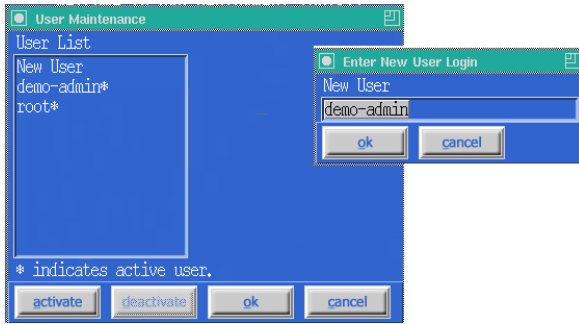 User Maintenance
User List
New User
demo-admin*
root*
* indicates active user.
activate
deactivate
ok
cancel
Enter New User Login
New User
demo-admin
ok
cancel